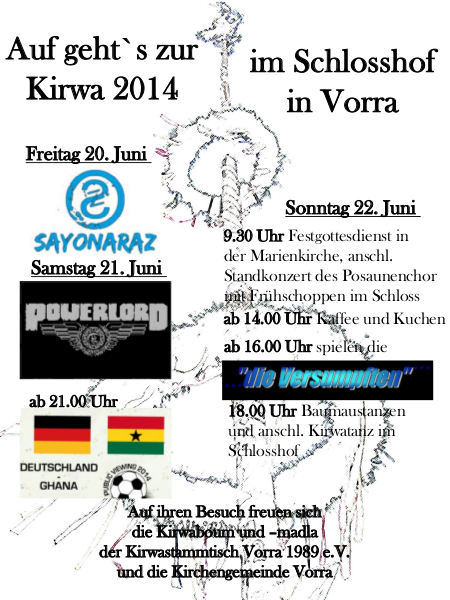 Auf geht`s zur
Kirwa 2014
im Schlosshof
in Vorra
Freitag 20. Juni
SAYONARAZ
Samstag 21. Juni
POWERLORD
ab 21.00 Uhr
DEUTSCHLAND
-
GHANA
PUBLIC VIEWING 2014
Sonntag 22. Juni
9.30 Uhr Festgottesdienst in
der Marienkirche, anschl.
Standkonzert des Posaunenchor
mit Frühschoppen im Schloss
ab 14.00 Uhr Kaffee und Kuchen
ab 16.00 Uhr spielen die
"die Versumpften"
18.00 Uhr Baumaustanzen
und anschl. Kirwatanz im
Schlosshof
Auf ihren Besuch freuen sich
die Kirwaboum und –madla
der Kirwastammtisch Vorra 1989 e.V.
und die Kirchengemeinde Vorra